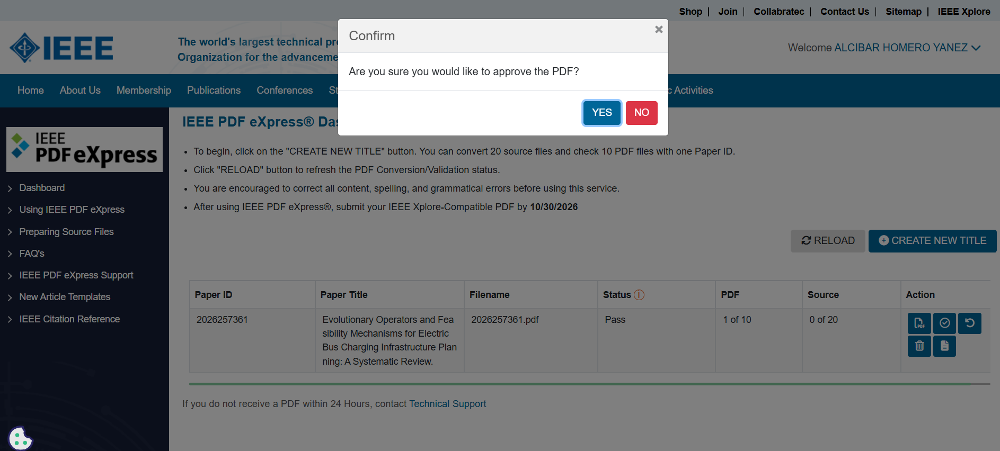 Shop | Join | Collabratec | Contact Us | Sitemap | IEEE Xplore
IEEE
The world's largest technical pro
Organization for the advanceme
Welcome ALCIBAR HOMERO YANEZ
Confirm
×
Are you sure you would like to approve the PDF?
YES NO
Home About Us Membership Publications Conferences St c Activities
IEEE
PDF eXpress
Dashboard
Using IEEE PDF eXpress
Preparing Source Files
FAQ's
IEEE PDF eXpress Support
New Article Templates
IEEE Citation Reference
IEEE PDF eXpress® Das
• To begin, click on the "CREATE NEW TITLE" button. You can convert 20 source files and check 10 PDF files with one Paper ID.
• Click "RELOAD" button to refresh the PDF Conversion/Validation status.
• You are encouraged to correct all content, spelling, and grammatical errors before using this service.
• After using IEEE PDF eXpress®, submit your IEEE Xplore-Compatible PDF by 10/30/2026
RELOAD CREATE NEW TITLE
Paper ID Paper Title Filename Status PDF Source Action
2026257361 Evolutionary Operators and Fea 2026257361.pdf Pass 1 of 10 0 of 20
sibility Mechanisms for Electric
Bus Charging Infrastructure Plan
ning: A Systematic Review.
PDF
If you do not receive a PDF within 24 Hours, contact Technical Support